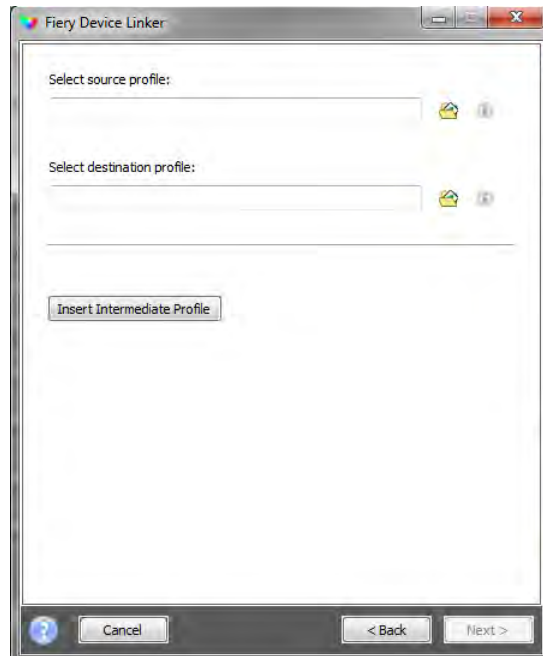 Fiery Device Linker
Select source profile:
Select destination profile:
Insert Intermediate Profile
Cancel
< Back
Next >